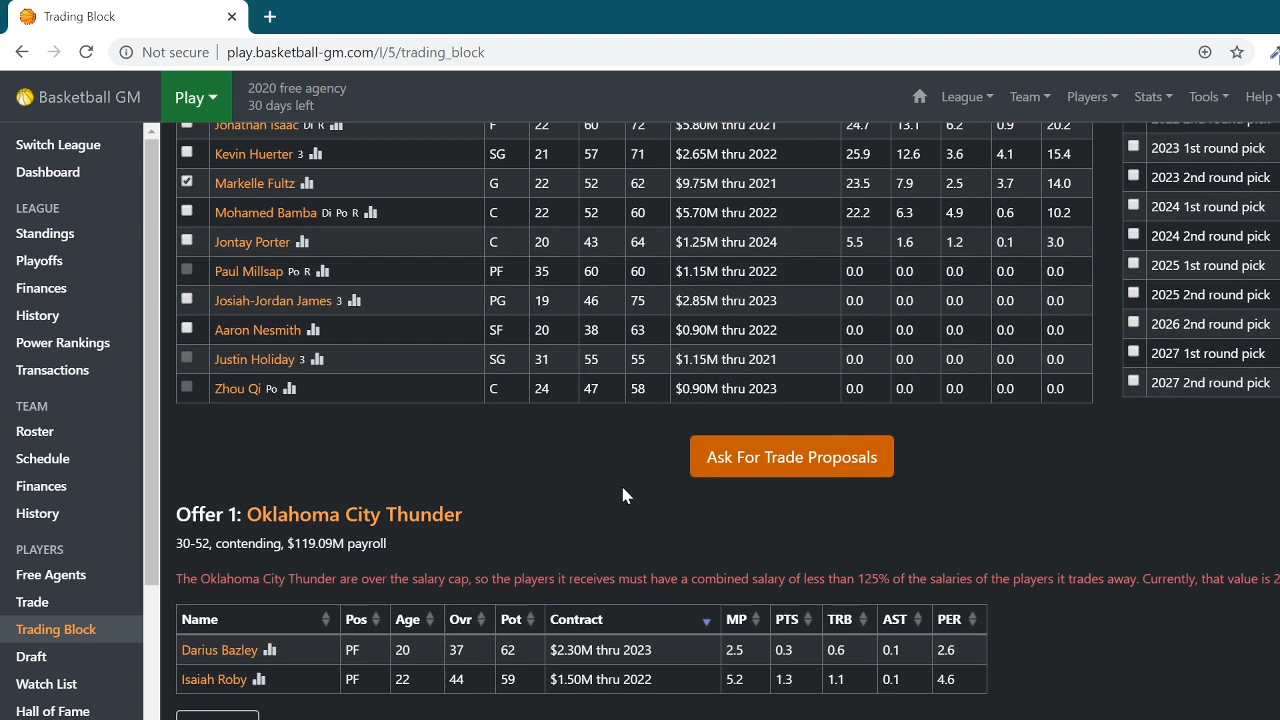 Trading Block
Not secure play.basketball-gm.com/l/5/trading_block
Basketball GM Play 2020 free agency League Team Players Stats Tools Help
30 days left
Switch League
Dashboard
LEAGUE
Standings
Playoffs
Finances
History
Power Rankings
Transactions
TEAM
Roster
Schedule
Finances
History
PLAYERS
Free Agents
Trade
Trading Block
Draft
Watch List
Hall of Fame
Jonathan Isaac Di R F 22 60 72 $5.80M thru 2021 24.7 13.1 6.2 0.9 20.2
Kevin Huerter 3 SG 21 57 71 $2.65M thru 2022 25.9 12.6 3.6 4.1 15.4
Markelle Fultz G 22 52 62 $9.75M thru 2021 23.5 7.9 2.5 3.7 14.0
Mohamed Bamba Di Po R C 22 52 60 $5.70M thru 2022 22.2 6.3 4.9 0.6 10.2
Jontay Porter C 20 43 64 $1.25M thru 2024 5.5 1.6 1.2 0.1 3.0
Paul Millsap Po R PF 35 60 60 $1.15M thru 2022 0.0 0.0 0.0 0.0 0.0
Josiah-Jordan James 3 PG 19 46 75 $2.85M thru 2023 0.0 0.0 0.0 0.0 0.0
Aaron Nesmith SF 20 38 63 $0.90M thru 2022 0.0 0.0 0.0 0.0 0.0
Justin Holiday 3 SG 31 55 55 $1.15M thru 2021 0.0 0.0 0.0 0.0 0.0
Zhou Qi Po C 24 47 58 $0.90M thru 2023 0.0 0.0 0.0 0.0 0.0
2022 2nd round pick
2023 1st round pick
2023 2nd round pick
2024 1st round pick
2024 2nd round pick
2025 1st round pick
2025 2nd round pick
2026 2nd round pick
2027 1st round pick
2027 2nd round pick
Ask For Trade Proposals
Offer 1: Oklahoma City Thunder
30-52, contending, $119.09M payroll
The Oklahoma City Thunder are over the salary cap, so the players it receives must have a combined salary of less than 125% of the salaries of the players it trades away. Currently, that value is 2
Name Pos Age Ovr Pot Contract MP PTS TRB AST PER
Darius Bazley PF 20 37 62 $2.30M thru 2023 2.5 0.3 0.6 0.1 2.6
Isaiah Roby PF 22 44 59 $1.50M thru 2022 5.2 1.3 1.1 0.1 4.6